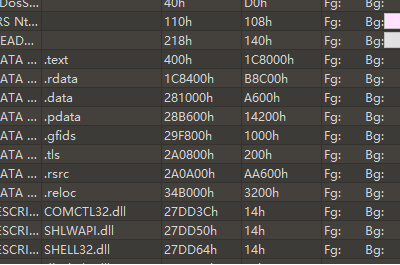 DosS... 40h D0h Fg: Bg:
RS Nt... 110h 108h Fg: Bg:
EAD... 218h 140h Fg: Bg:
ATA ... .text 400h 1C8000h Fg: Bg:
ATA ... .rdata 1C8400h B8C00h Fg: Bg:
ATA ... .data 281000h A600h Fg: Bg:
ATA ... .pdata 28B600h 14200h Fg: Bg:
ATA ... .gfids 29F800h 1000h Fg: Bg:
ATA ... .tls 2A0800h 200h Fg: Bg:
ATA ... .rsrc 2A0A00h AA600h Fg: Bg:
ATA ... .reloc 34B000h 3200h Fg: Bg:
ESCRI... COMCTL32.dll 27DD3Ch 14h Fg: Bg:
ESCRI... SHLWAPI.dll 27DD50h 14h Fg: Bg:
ESCRI... SHELL32.dll 27DD64h 14h Fg: Bg: